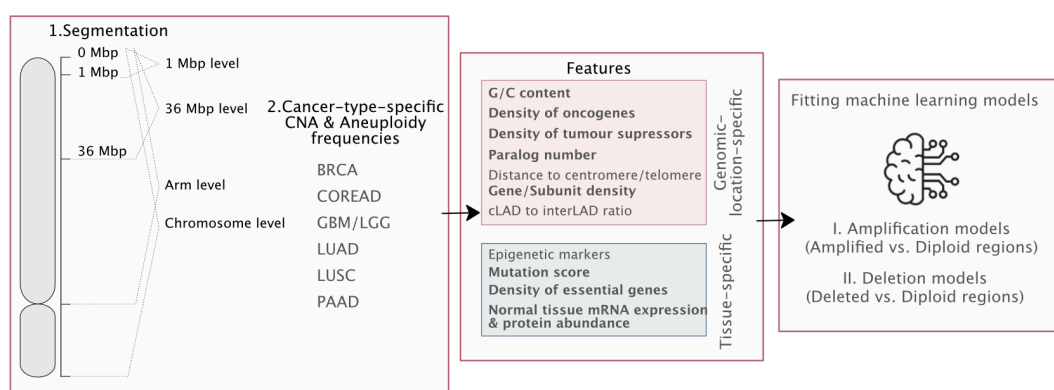 1.Segmentation
0 Mbp
1 Mbp
1 Mbp level
36 Mbp level
36 Mbp
Arm level
Chromosome level
2.Cancer-type-specific
CNA & Aneuploidy
frequencies
BRCA
COREAD
GBM/LGG
LUAD
LUSC
PAAD
Features
G/C content
Density of oncogenes
Density of tumour supressors
Paralog number
Distance to centromere/telomere
Gene/Subunit density
cLAD to interLAD ratio
Genomic-
location-specific
Epigenetic markers
Mutation score
Density of essential genes
Normal tissue mRNA expression
& protein abundance
Tissue-specific
Fitting machine learning models
I. Amplification models
(Amplified vs. Diploid regions)
II. Deletion models
(Deleted vs. Diploid regions)